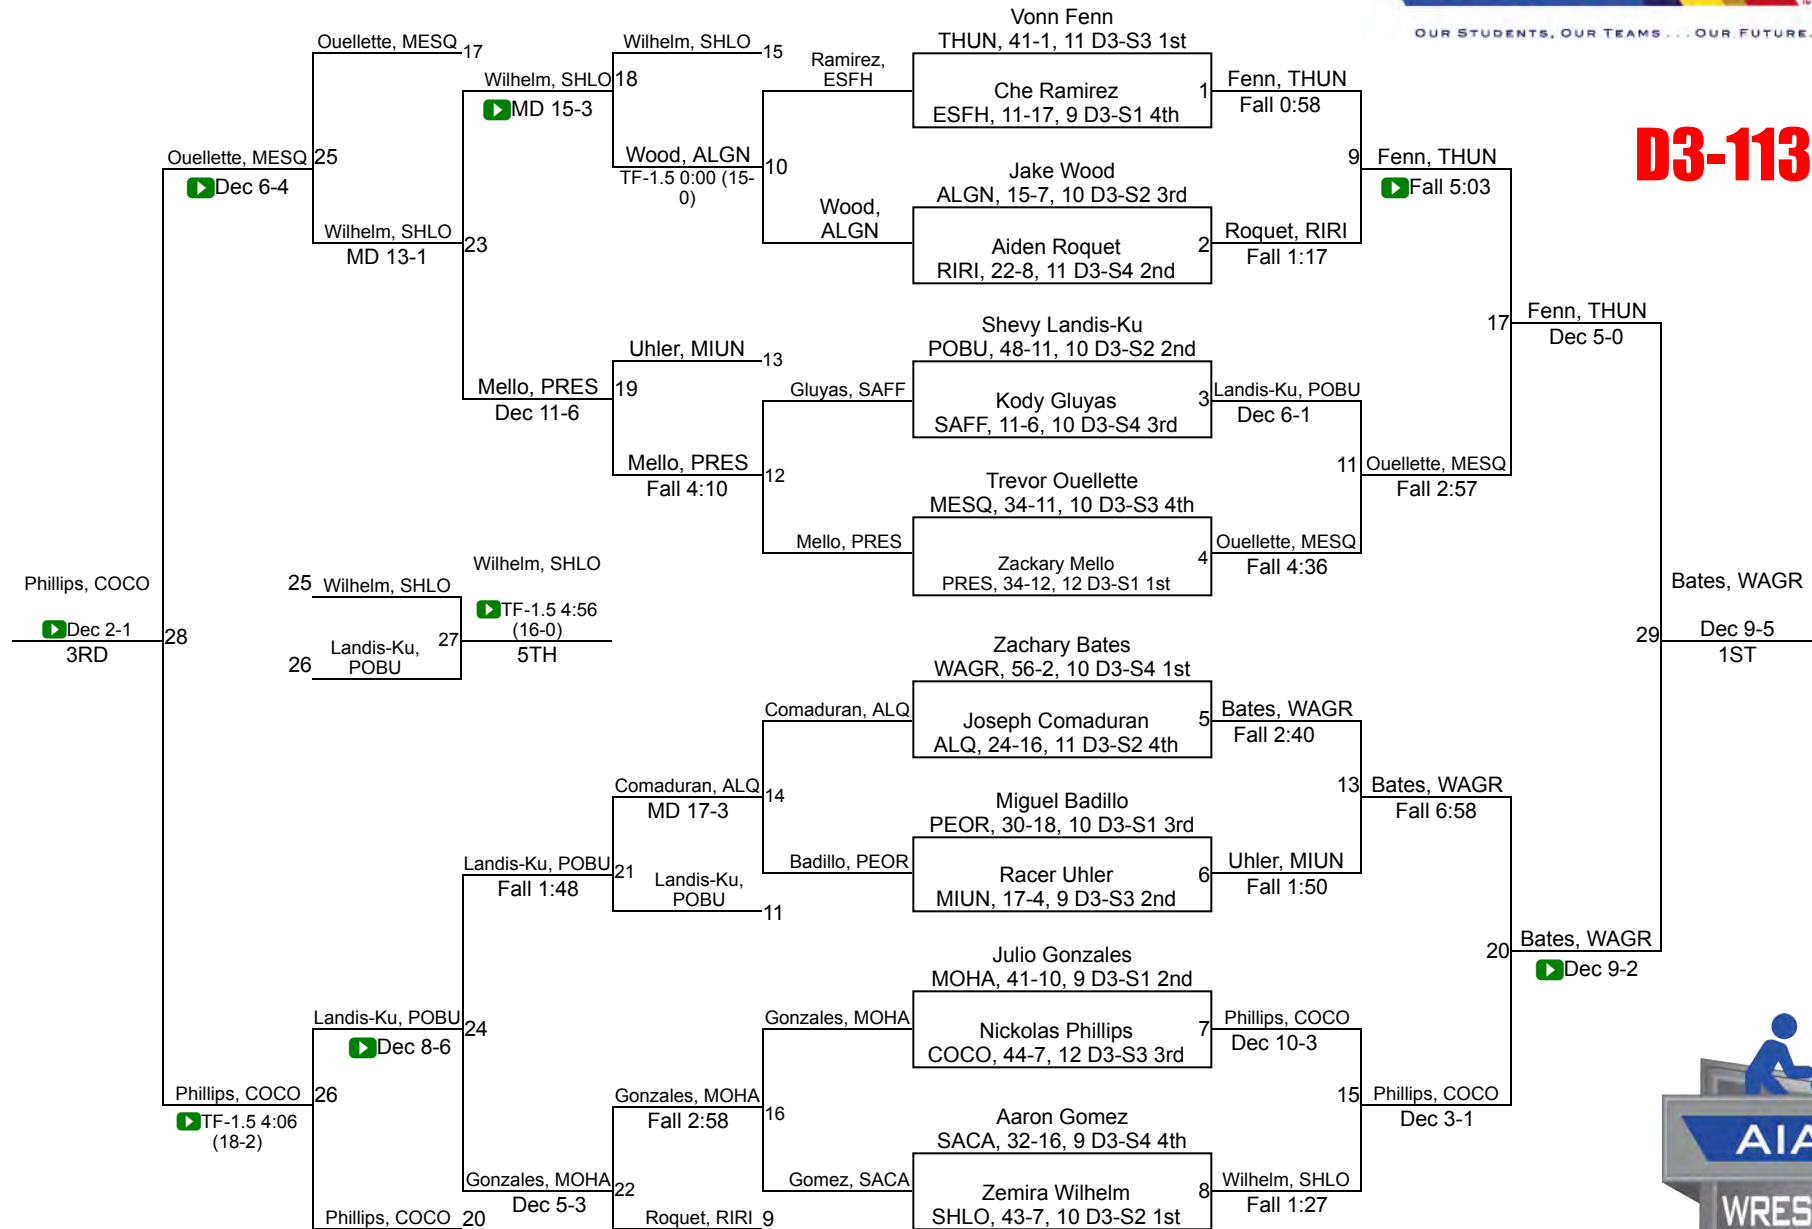 OUR STUDENTS, OUR TEAMS . . . OUR FUTURE.
D3-113
Vonn Fenn
THUN, 41-1, 11 D3-S3 1st
Che Ramirez
ESFH, 11-17, 9 D3-S1 4th
1
Jake Wood
ALGN, 15-7, 10 D3-S2 3rd
Aiden Roquet
RIRI, 22-8, 11 D3-S4 2nd
2
Shevy Landis-Ku
POBU, 48-11, 10 D3-S2 2nd
Kody Gluyas
SAFF, 11-6, 10 D3-S4 3rd
3
Trevor Ouellette
MESQ, 34-11, 10 D3-S3 4th
Zackary Mello
PRES, 34-12, 12 D3-S1 1st
4
Zachary Bates
WAGR, 56-2, 10 D3-S4 1st
Joseph Comaduran
ALQ, 24-16, 11 D3-S2 4th
5
Miguel Badillo
PEOR, 30-18, 10 D3-S1 3rd
Racer Uhler
MIUN, 17-4, 9 D3-S3 2nd
6
Julio Gonzales
MOHA, 41-10, 9 D3-S1 2nd
Nickolas Phillips
COCO, 44-7, 12 D3-S3 3rd
7
Aaron Gomez
SACA, 32-16, 9 D3-S4 4th
Zemira Wilhelm
SHLO, 43-7, 10 D3-S2 1st
8
Fenn, THUN
Fall 0:58
Roquet, RIRI
Fall 1:17
Landis-Ku, POBU
Dec 6-1
Ouellette, MESQ
Fall 4:36
Bates, WAGR
Fall 2:40
Uhler, MIUN
Fall 1:50
Phillips, COCO
Dec 10-3
Wilhelm, SHLO
Fall 1:27
9
Fenn, THUN
Fall 5:03
11
Ouellette, MESQ
Fall 2:57
13
Bates, WAGR
Fall 6:58
15
Phillips, COCO
Dec 3-1
17
Fenn, THUN
Dec 5-0
20
Bates, WAGR
Dec 9-2
29
Bates, WAGR
Dec 9-5
1ST
Ramirez,
ESFH
Wood,
ALGN
10
Gluyas, SAFF
Mello, PRES
12
Comaduran, ALQ
Badillo, PEOR
14
Gonzales, MOHA
Gomez, SACA
16
Wilhelm, SHLO
15
Wood, ALGN
TF-1.5 0:00 (15-
0)
18
Uhler, MIUN
13
Mello, PRES
Fall 4:10
19
Comaduran, ALQ
MD 17-3
Landis-Ku,
POBU
11
21
Gonzales, MOHA
Fall 2:58
Roquet, RIRI
9
22
Wilhelm, SHLO
MD 15-3
Mello, PRES
Dec 11-6
23
Landis-Ku, POBU
Fall 1:48
Gonzales, MOHA
Dec 5-3
24
Ouellette, MESQ
17
Wilhelm, SHLO
MD 13-1
25
Landis-Ku, POBU
Dec 8-6
Phillips, COCO
20
26
Ouellette, MESQ
Dec 6-4
Phillips, COCO
TF-1.5 4:06
(18-2)
28
Phillips, COCO
Dec 2-1
3RD
25
Wilhelm, SHLO
26
Landis-Ku,
POBU
27
Wilhelm, SHLO
TF-1.5 4:56
(16-0)
5TH
AIA
WRES